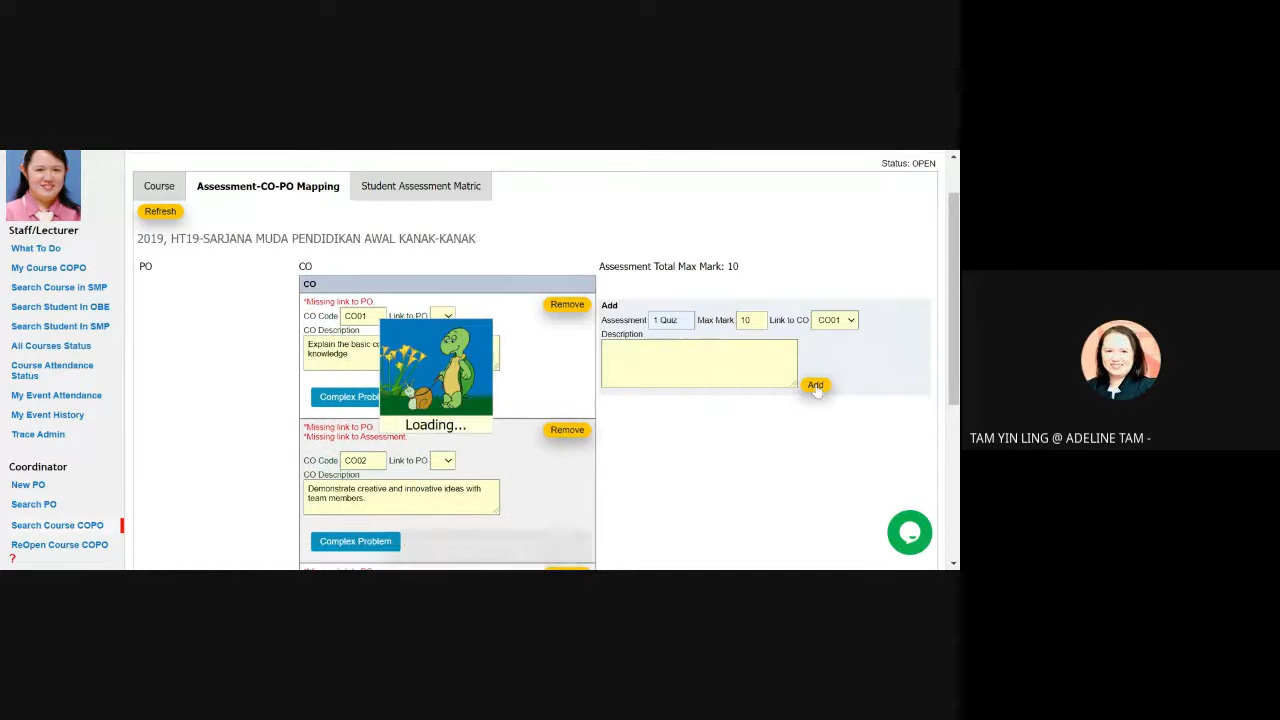 Status: OPEN
Course
Assessment-CO-PO Mapping
Student Assessment Matric
Refresh
2019, HT19-SARJANA MUDA PENDIDIKAN AWAL KANAK-KANAK
PO
CO
Assessment Total Max Mark: 10
CO
*Missing link to PO.
Remove
CO Code CO01 Link to PO
CO Description
Explain the basic
knowledge
Complex
Loading...
*Missing link to PO.
*Missing link to Assessment.
Remove
CO Code CO02 Link to PO
CO Description
Demonstrate creative and innovative ideas with
team members.
Complex Problem
Add
Assessment 1 Quiz Max Mark 10 Link to CO CO01
Description
Add
Staff/Lecturer
What To Do
My Course COPO
Search Course in SMP
Search Student In OBE
Search Student In SMP
All Courses Status
Course Attendance
Status
My Event Attendance
My Event History
Trace Admin
Coordinator
New PO
Search PO
Search Course COPO
ReOpen Course COPO
?
TAM YIN LING @ ADELINE TAM -